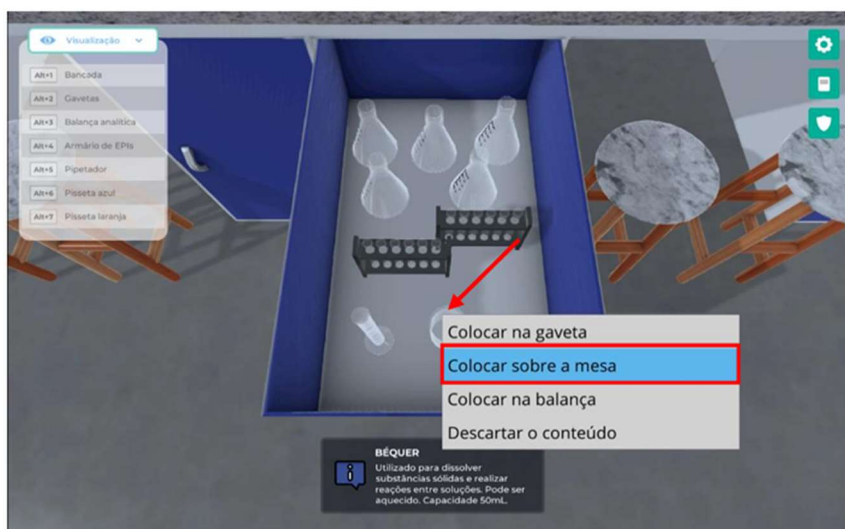 Visualização
Alt+1 Bancada
Alt+2 Gavetas
Alt+3 Balança analítica
Alt+4 Armário de EPIs
Alt+5 Pipetador
Alt+6 Pisseta azul
Alt+7 Pisseta laranja
Colocar na gaveta
Colocar sobre a mesa
Colocar na balança
Descartar o conteúdo
BÉQUER
Utilizado para dissolver
substâncias sólidas e realizar
reações entre soluções. Pode ser
aquecido. Capacidade 50mL.